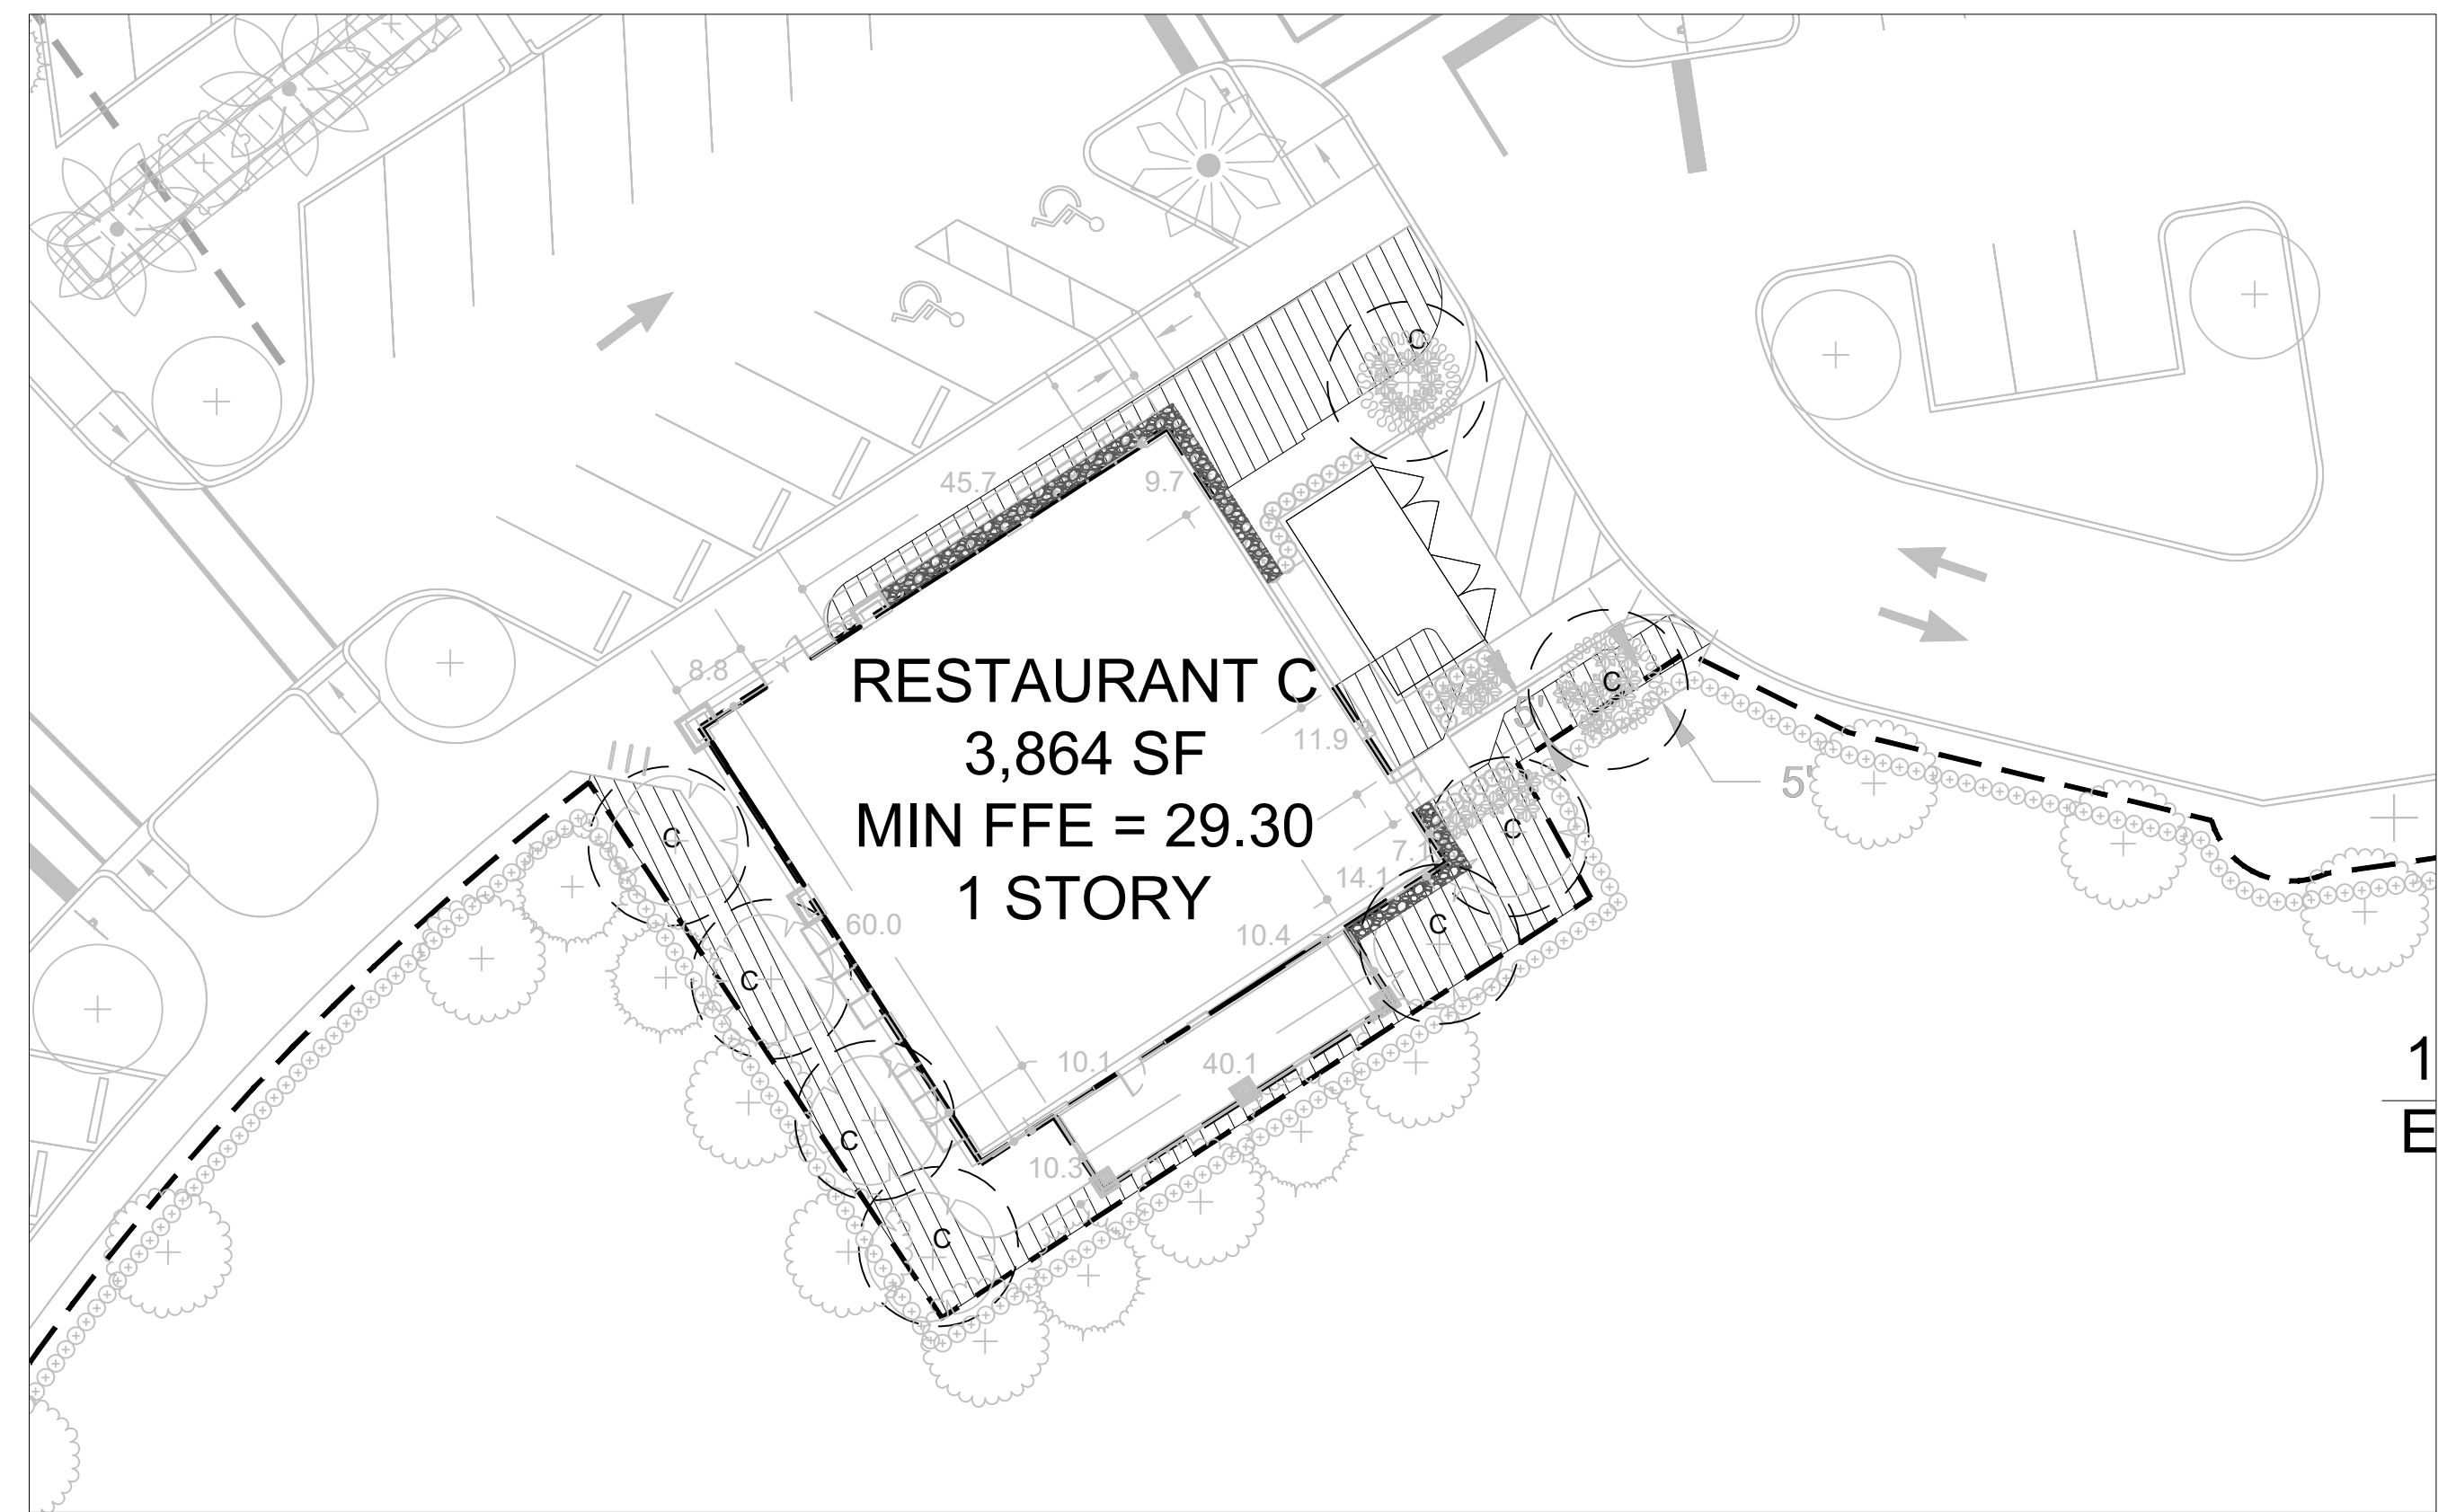 C
45.7
9.7
8.8
RESTAURANT C
3,864 SF
MIN FFE = 29.30
1 STORY
C
5'
11.9
5'
C
C
7.1
14.1
C
60.0
10.4
C
10.1
40.1
1
E
C
10.3
C